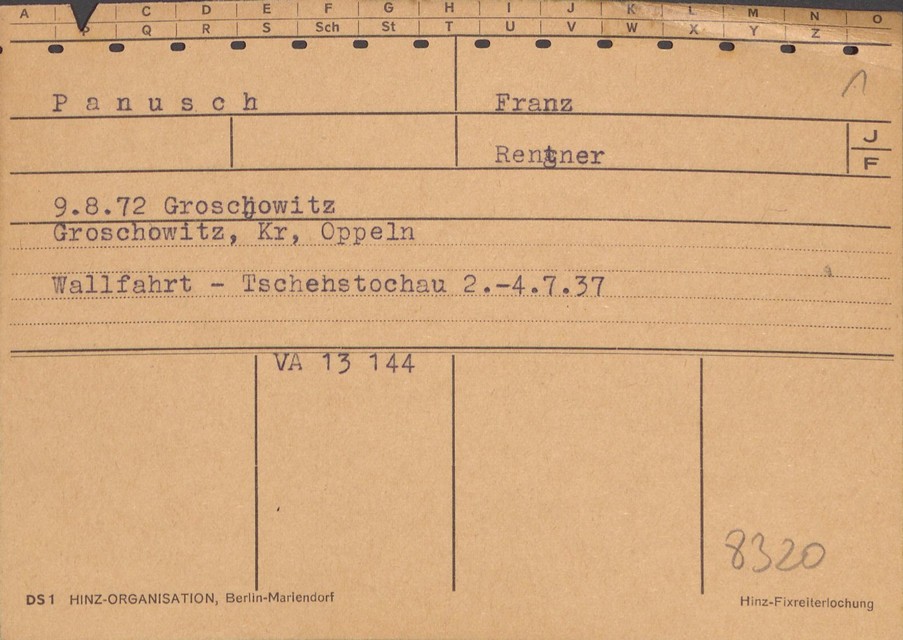 A C D E F G H I J K L M N O
P Q R S Sch St T U V W X Y Z
1
Panusch Franz
Rentner J
F
9.8.72 Groschowitz
Groschowitz, Kr, Oppeln
Wallfahrt - Tschehstochau 2.-4.7.37
VA 13 144
8320
DS1 HINZ-ORGANISATION, Berlin-Mariendorf Hinz-Fixreiterlochung